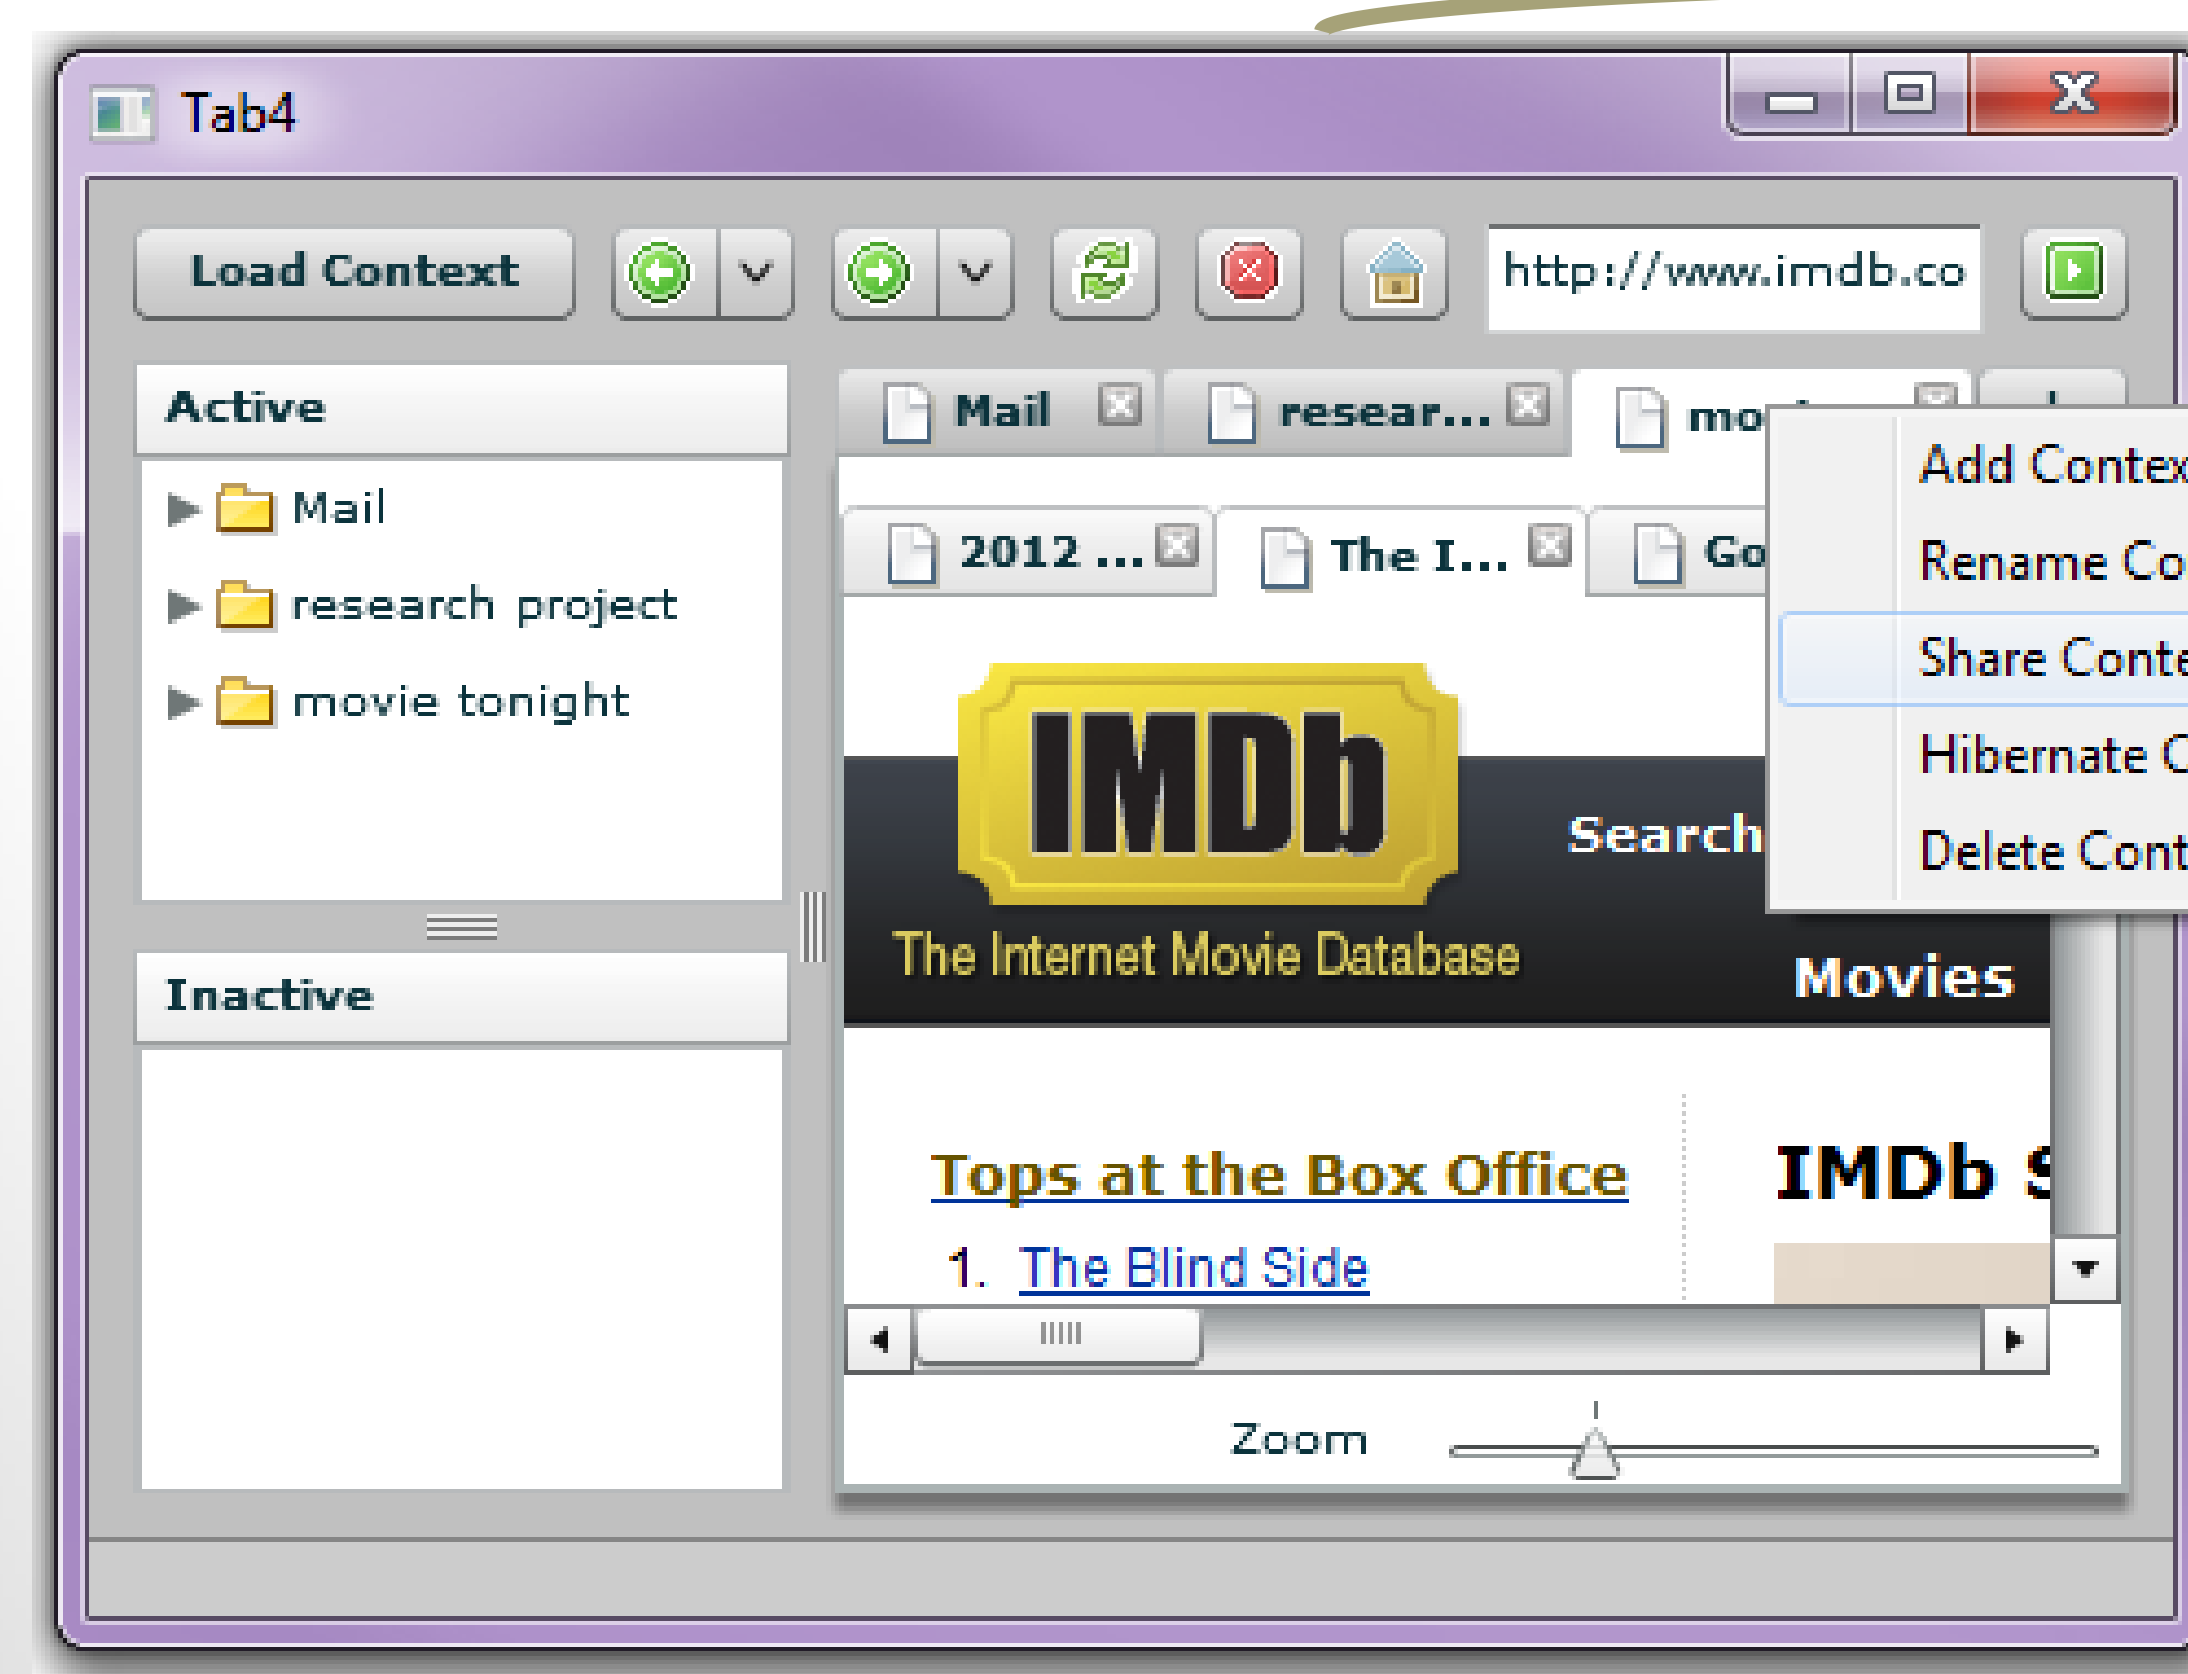 Tab4
Load Context
http://www.imdb.co
Active
Mail
research project
movie tonight
Inactive
Mail
resear...
mo
2012 ...
The I...
Go
Add Contex
Rename Co
Share Conte
Hibernate C
Delete Cont
IMDb
The Internet Movie Database
Search
Movies
Tops at the Box Office
1. The Blind Side
IMDb S
Zoom